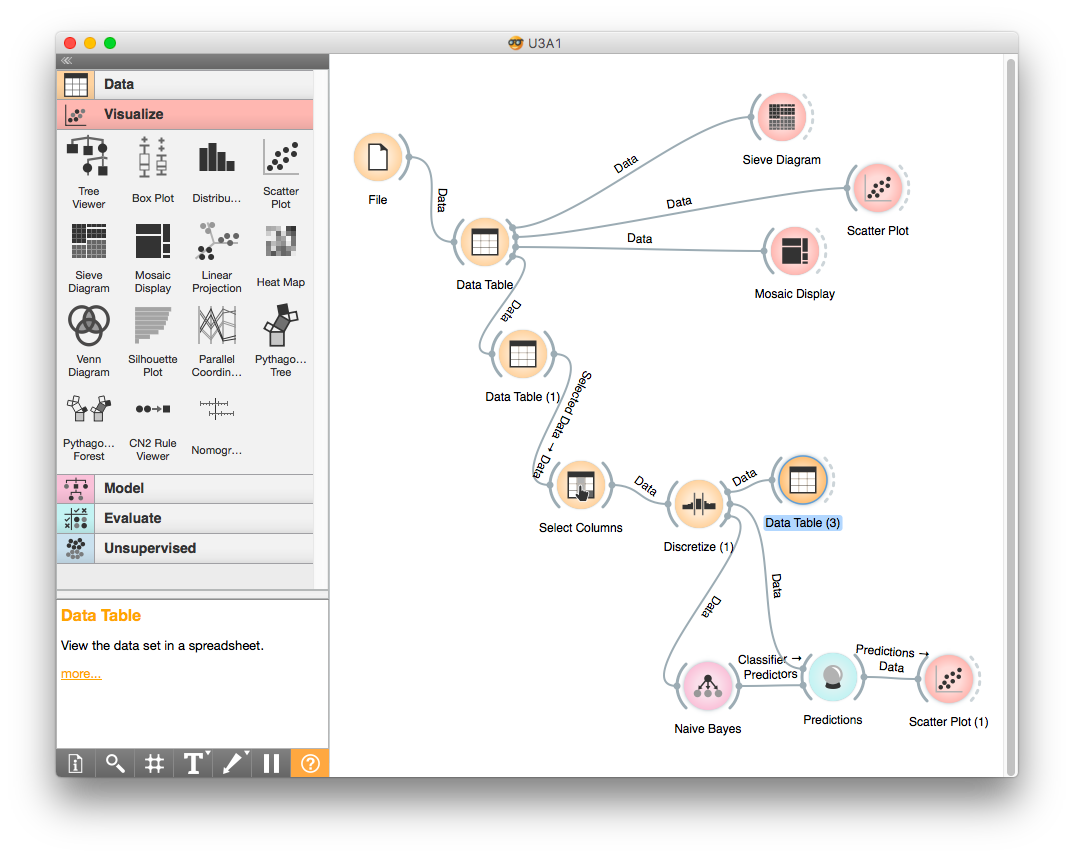 U3A1
Data
Visualize
Tree
Viewer
Box Plot
Distribu...
Scatter
Plot
Sieve
Diagram
Mosaic
Display
Linear
Projection
Heat Map
Venn
Diagram
Silhouette
Plot
Parallel
Coordin...
Pythago...
Tree
Pythago...
Forest
CN2 Rule
Viewer
Nomogr...
Model
Evaluate
Unsupervised
Data Table
View the data set in a spreadsheet.
more...
File
Data
Data Table
Data
Sieve Diagram
Data
Scatter Plot
Data
Mosaic Display
Data
Data Table (1)
Selected Data → Data
Select Columns
Data
Discretize (1)
Data
Data Table (3)
Data
Data
Naive Bayes
Classifier →
Predictors
Predictions
Predictions →
Data
Scatter Plot (1)